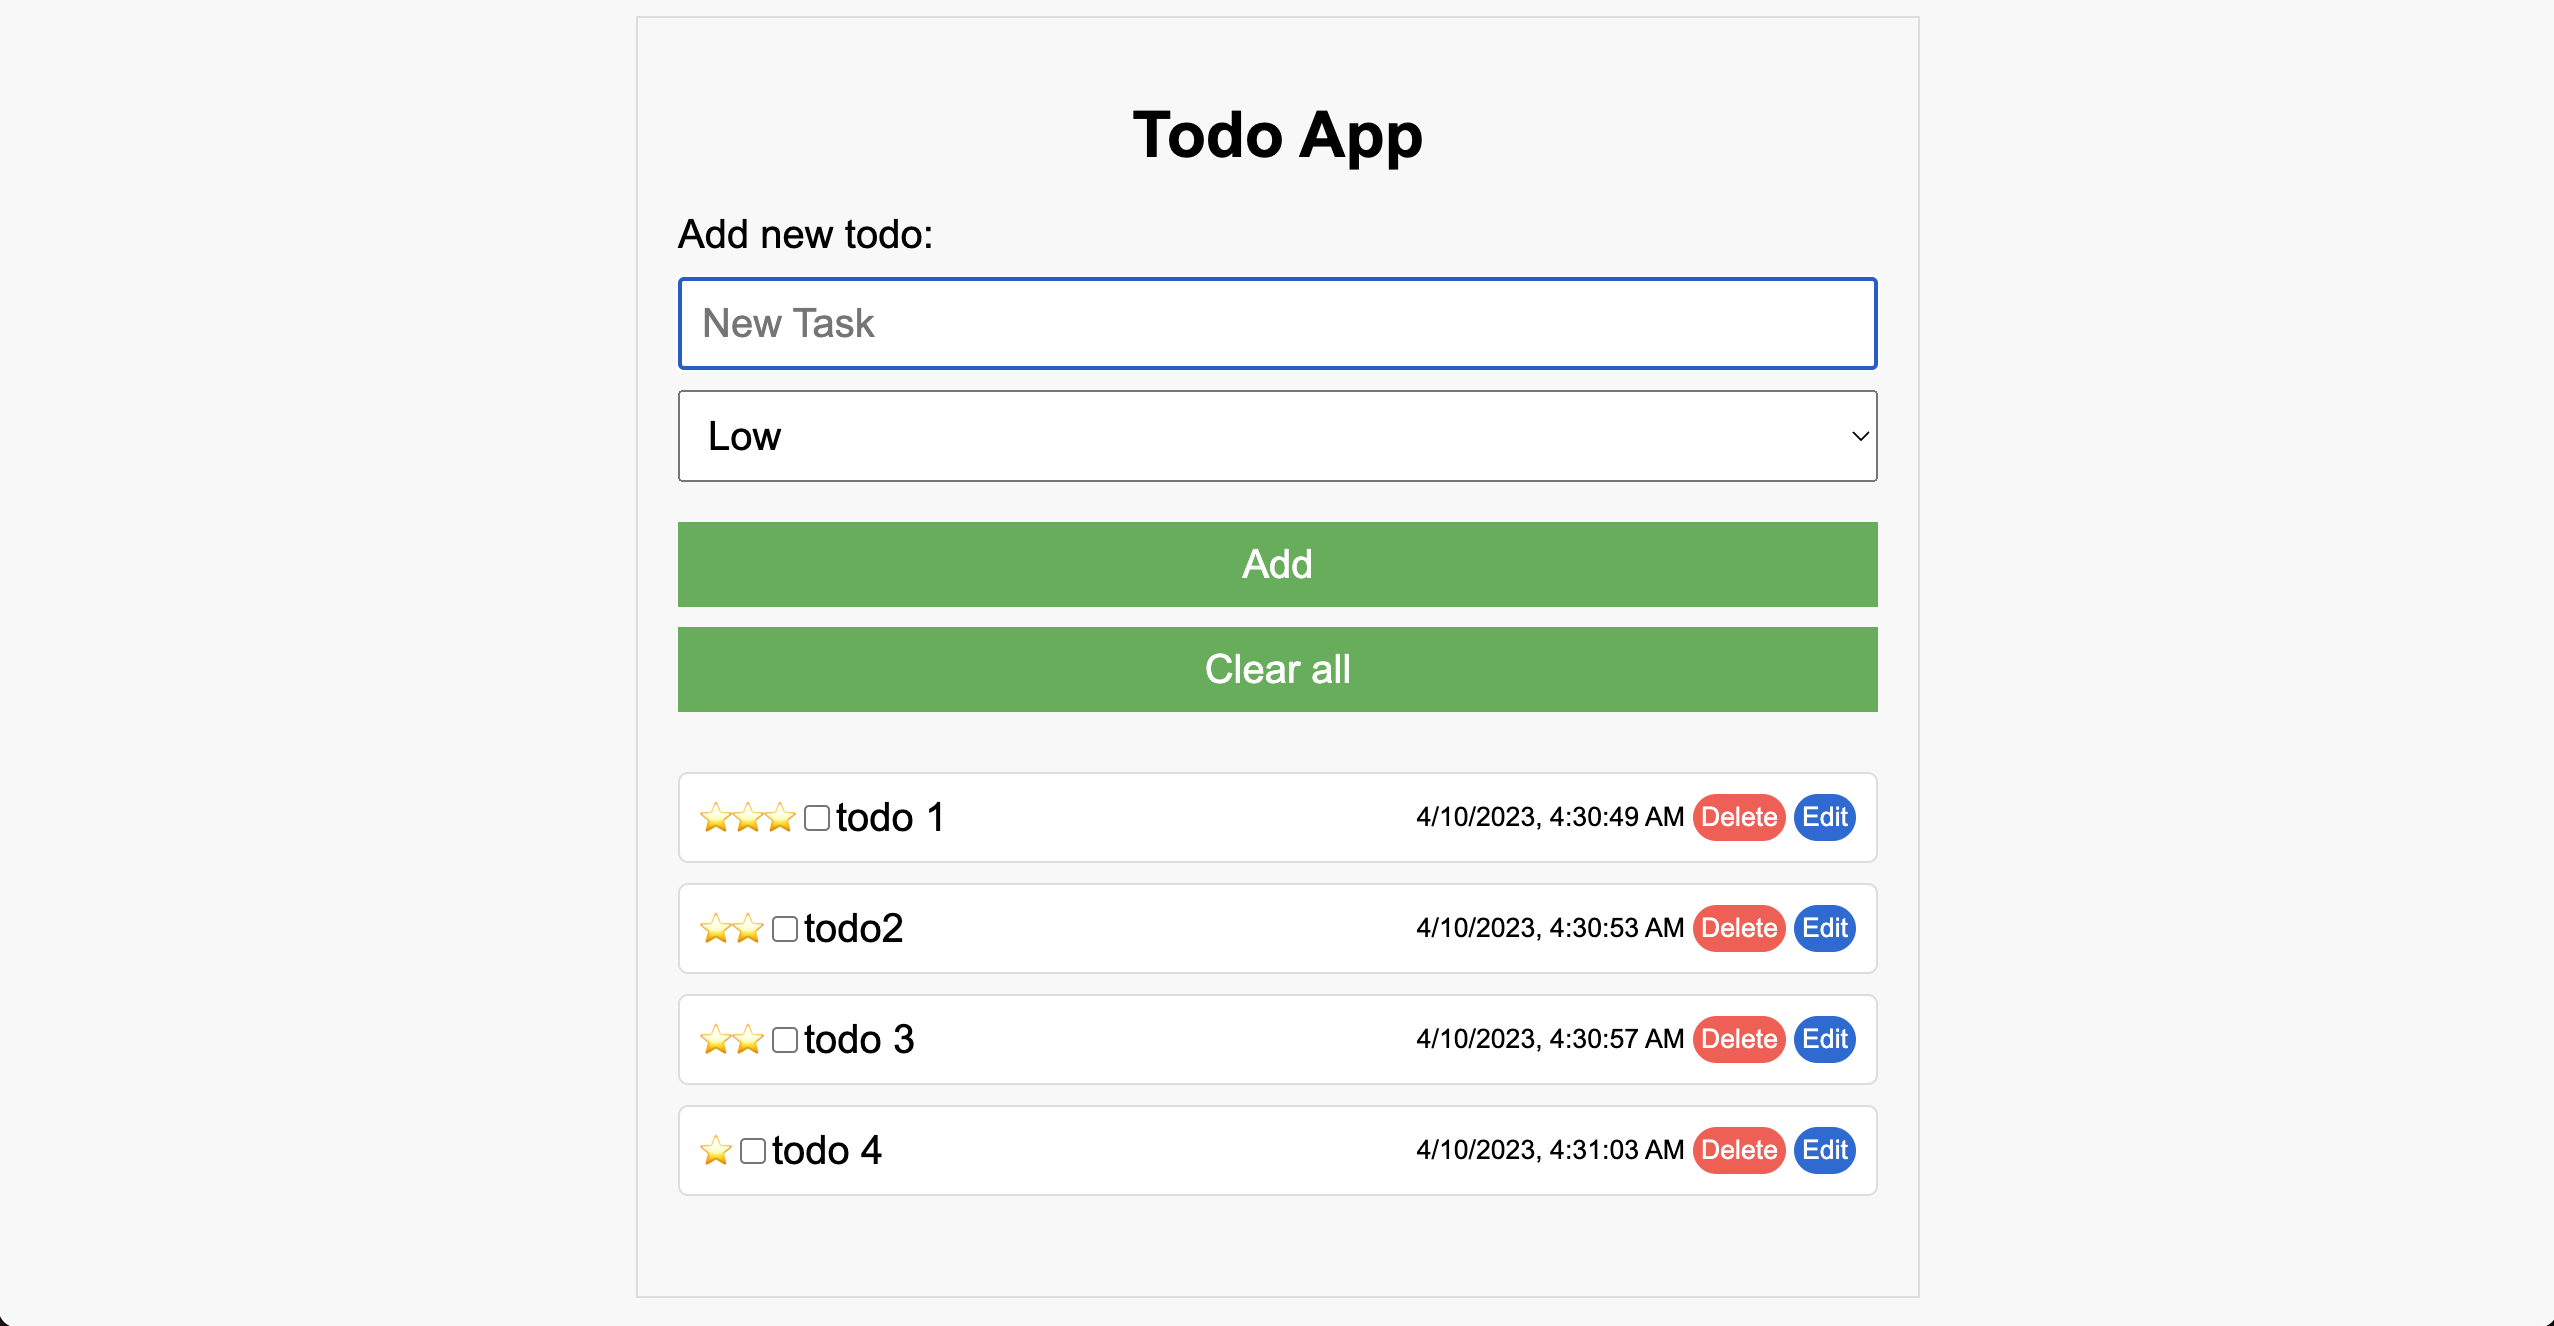 Todo App
Add new todo:
New Task
Low
Add
Clear all
⭐⭐⭐ todo 1 4/10/2023, 4:30:49 AM Delete Edit
⭐⭐ todo2 4/10/2023, 4:30:53 AM Delete Edit
⭐⭐ todo 3 4/10/2023, 4:30:57 AM Delete Edit
⭐ todo 4 4/10/2023, 4:31:03 AM Delete Edit